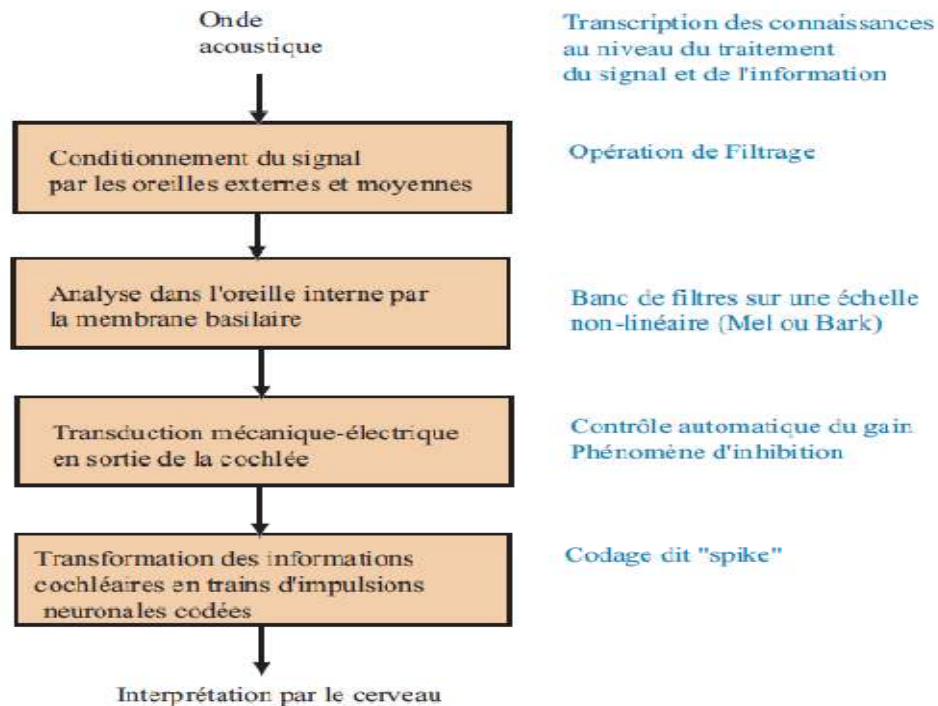 Onde
acoustique
Transcription des connaissances
au niveau du traitement
du signal et de l'information
Conditionnement du signal
par les oreilles externes et moyennes
Opération de Filtrage
Analyse dans l'oreille interne par
la membrane basilaire
Banc de filtres sur une échelle
non-linéaire (Mel ou Bark)
Transduction mécanique-électrique
en sortie de la cochlée
Contrôle automatique du gain
Phénomène d'inhibition
Transformation des informations
cochléaires en trains d'impulsions
neuronales codées
Codage dit "spike"
Interprétation par le cerveau